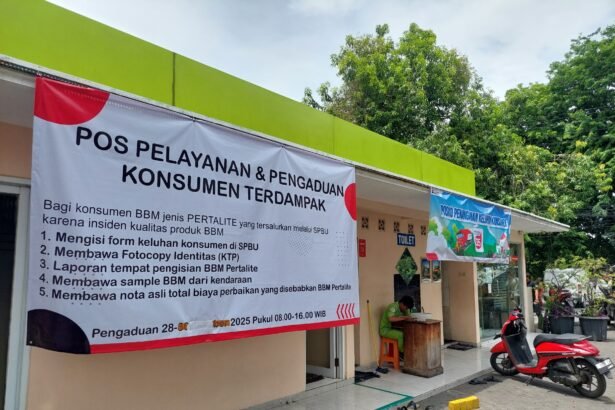 POS PELAYANAN & PENGADUAN
KONSUMEN TERDAMPAK
Bagi konsumen BBM jenis PERTALITE yang tersalurkan melalui SPBU
karena insiden kualitas produk BBM
1. Mengisi form keluhan konsumen di SPBU
2. Membawa Fotocopy Identitas (KTP)
3. Laporan tempat pengisian BBM Pertalite
4. Membawa sample BBM dari kendaraan
5. Membawa nota asli total biaya perbaikan yang disebabkan BBM Pertalite
Pengaduan 28-
2025 Pukul 08.00-16.00 WIB
TOILET